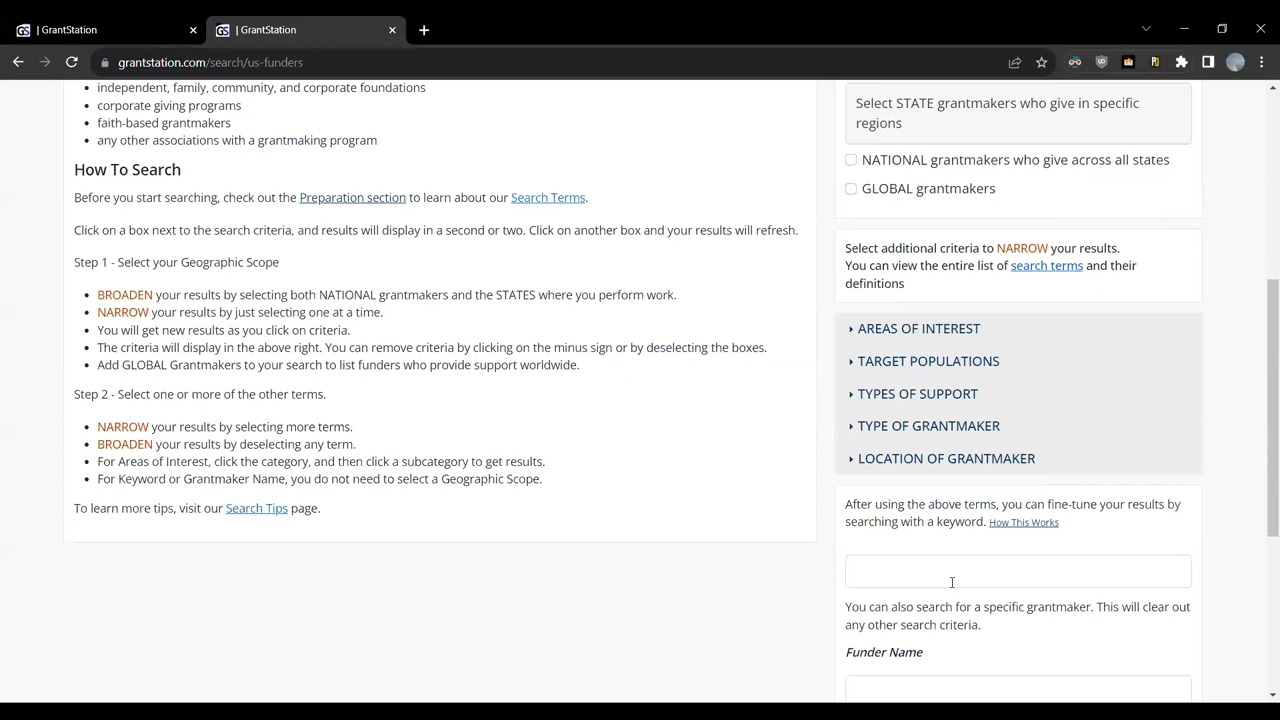 | GrantStation
| GrantStation
grantstation.com/search/us-funders
independent, family, community, and corporate foundations
corporate giving programs
faith-based grantmakers
any other associations with a grantmaking program
How To Search
Before you start searching, check out the Preparation section to learn about our Search Terms.
Click on a box next to the search criteria, and results will display in a second or two. Click on another box and your results will refresh.
Step 1 - Select your Geographic Scope
BROADEN your results by selecting both NATIONAL grantmakers and the STATES where you perform work.
NARROW your results by just selecting one at a time.
You will get new results as you click on criteria.
The criteria will display in the above right. You can remove criteria by clicking on the minus sign or by deselecting the boxes.
Add GLOBAL Grantmakers to your search to list funders who provide support worldwide.
Step 2 - Select one or more of the other terms.
NARROW your results by selecting more terms.
BROADEN your results by deselecting any term.
For Areas of Interest, click the category, and then click a subcategory to get results.
For Keyword or Grantmaker Name, you do not need to select a Geographic Scope.
To learn more tips, visit our Search Tips page.
Select STATE grantmakers who give in specific
regions
NATIONAL grantmakers who give across all states
GLOBAL grantmakers
Select additional criteria to NARROW your results.
You can view the entire list of search terms and their
definitions
AREAS OF INTEREST
TARGET POPULATIONS
TYPES OF SUPPORT
TYPE OF GRANTMAKER
LOCATION OF GRANTMAKER
After using the above terms, you can fine-tune your results by
searching with a keyword. How This Works
You can also search for a specific grantmaker. This will clear out
any other search criteria.
Funder Name